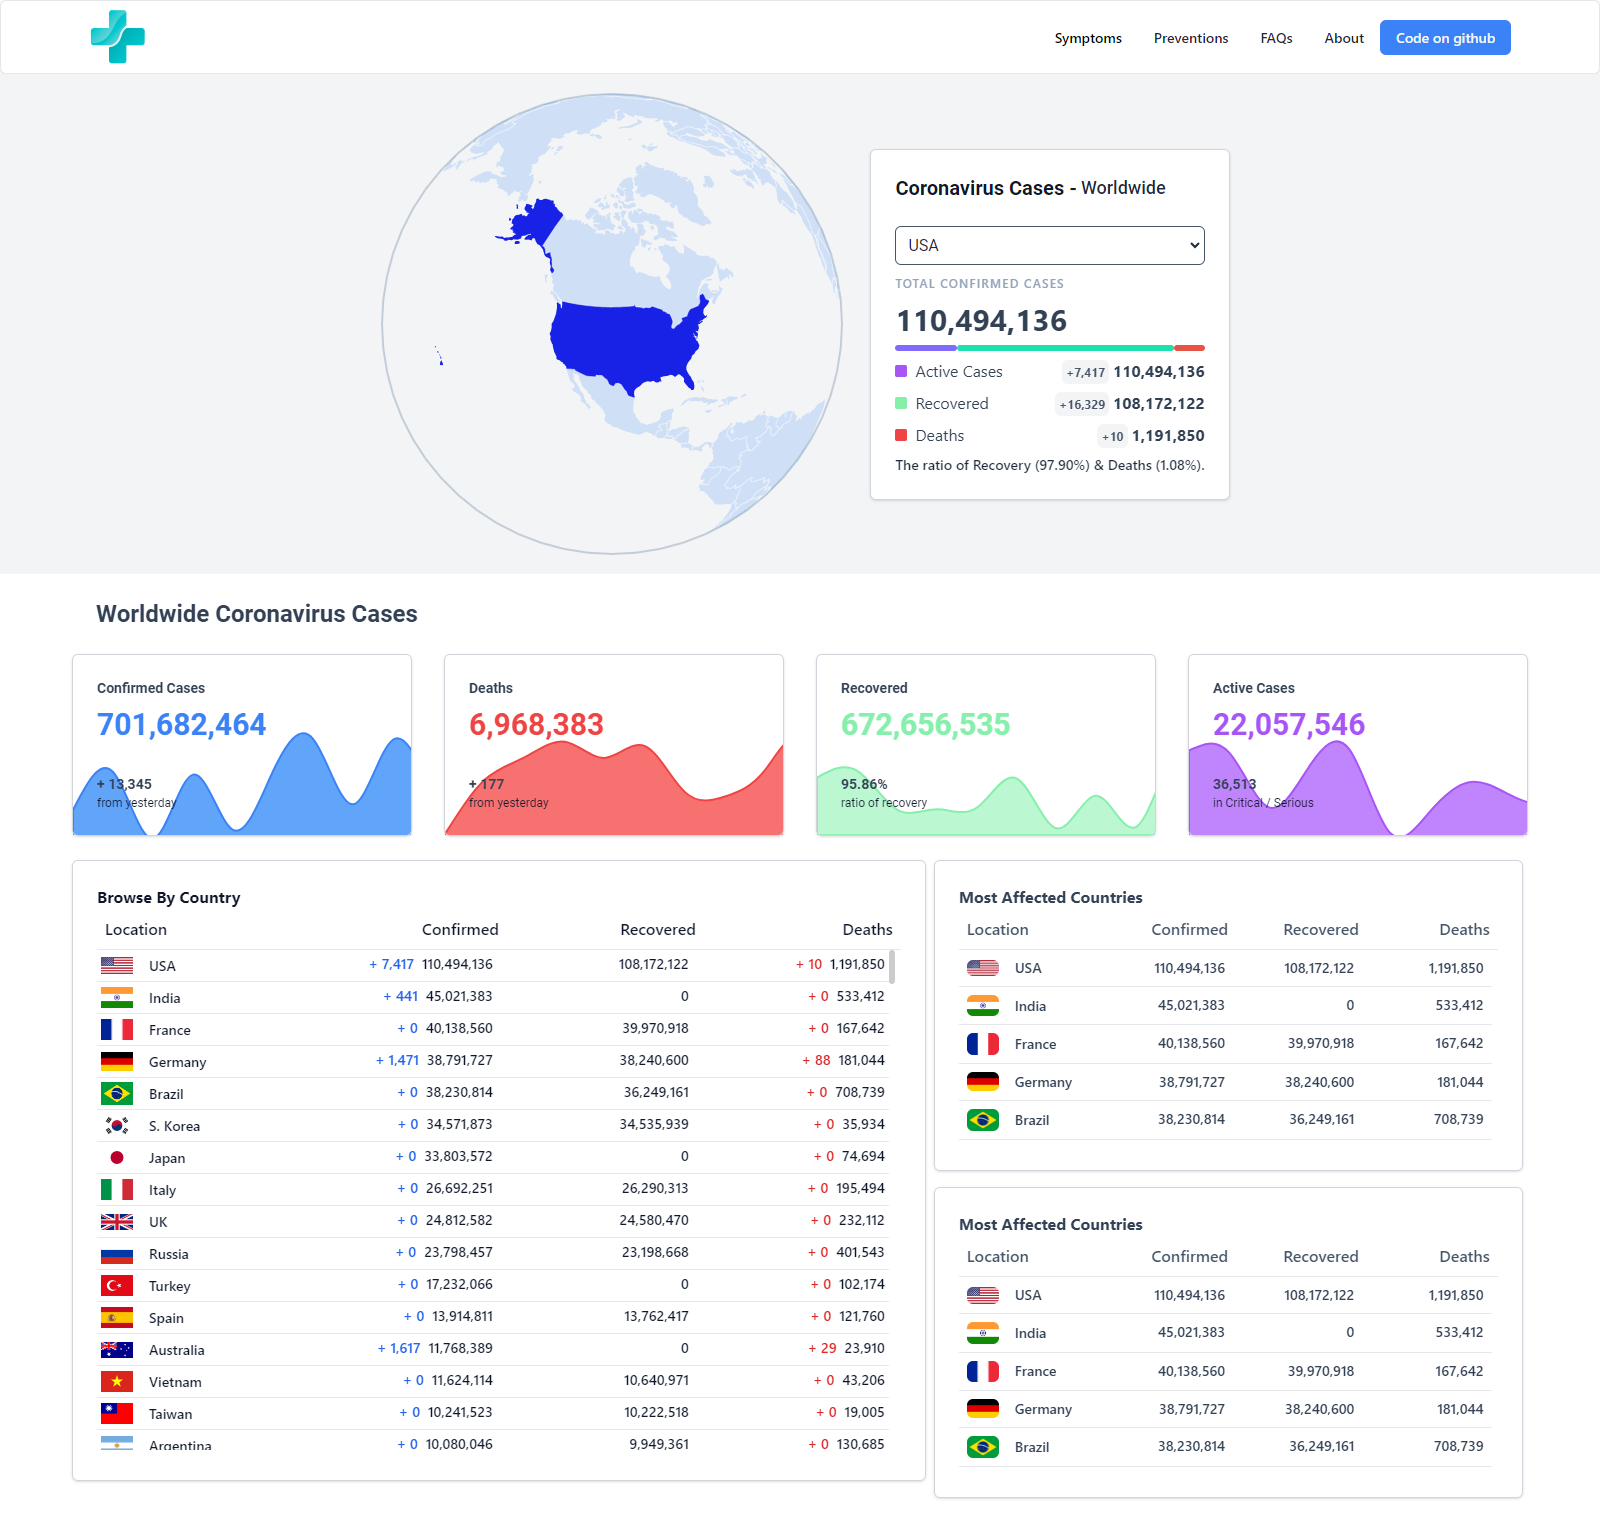 Symptoms Preventions FAQs About Code on github
Coronavirus Cases - Worldwide
USA
TOTAL CONFIRMED CASES
110,494,136
Active Cases +7,417 110,494,136
Recovered +16,329 108,172,122
Deaths +10 1,191,850
The ratio of Recovery (97.90%) & Deaths (1.08%).
Worldwide Coronavirus Cases
Confirmed Cases
701,682,464
+ 13,345
from yesterday
Deaths
6,968,383
+ 177
from yesterday
Recovered
672,656,535
95.86%
ratio of recovery
Active Cases
22,057,546
36,513
in Critical / Serious
Browse By Country
Location Confirmed Recovered Deaths
USA + 7,417 110,494,136 108,172,122 + 10 1,191,850
India + 441 45,021,383 0 + 0 533,412
France + 0 40,138,560 39,970,918 + 0 167,642
Germany + 1,471 38,791,727 38,240,600 + 88 181,044
Brazil + 0 38,230,814 36,249,161 + 0 708,739
S. Korea + 0 34,571,873 34,535,939 + 0 35,934
Japan + 0 33,803,572 0 + 0 74,694
Italy + 0 26,692,251 26,290,313 + 0 195,494
UK + 0 24,812,582 24,580,470 + 0 232,112
Russia + 0 23,798,457 23,198,668 + 0 401,543
Turkey + 0 17,232,066 0 + 0 102,174
Spain + 0 13,914,811 13,762,417 + 0 121,760
Australia + 1,617 11,768,389 0 + 29 23,910
Vietnam + 0 11,624,114 10,640,971 + 0 43,206
Taiwan + 0 10,241,523 10,222,518 + 0 19,005
Argentina + 0 10,080,046 9,949,361 + 0 130,685
Most Affected Countries
Location Confirmed Recovered Deaths
USA 110,494,136 108,172,122 1,191,850
India 45,021,383 0 533,412
France 40,138,560 39,970,918 167,642
Germany 38,791,727 38,240,600 181,044
Brazil 38,230,814 36,249,161 708,739
Most Affected Countries
Location Confirmed Recovered Deaths
USA 110,494,136 108,172,122 1,191,850
India 45,021,383 0 533,412
France 40,138,560 39,970,918 167,642
Germany 38,791,727 38,240,600 181,044
Brazil 38,230,814 36,249,161 708,739